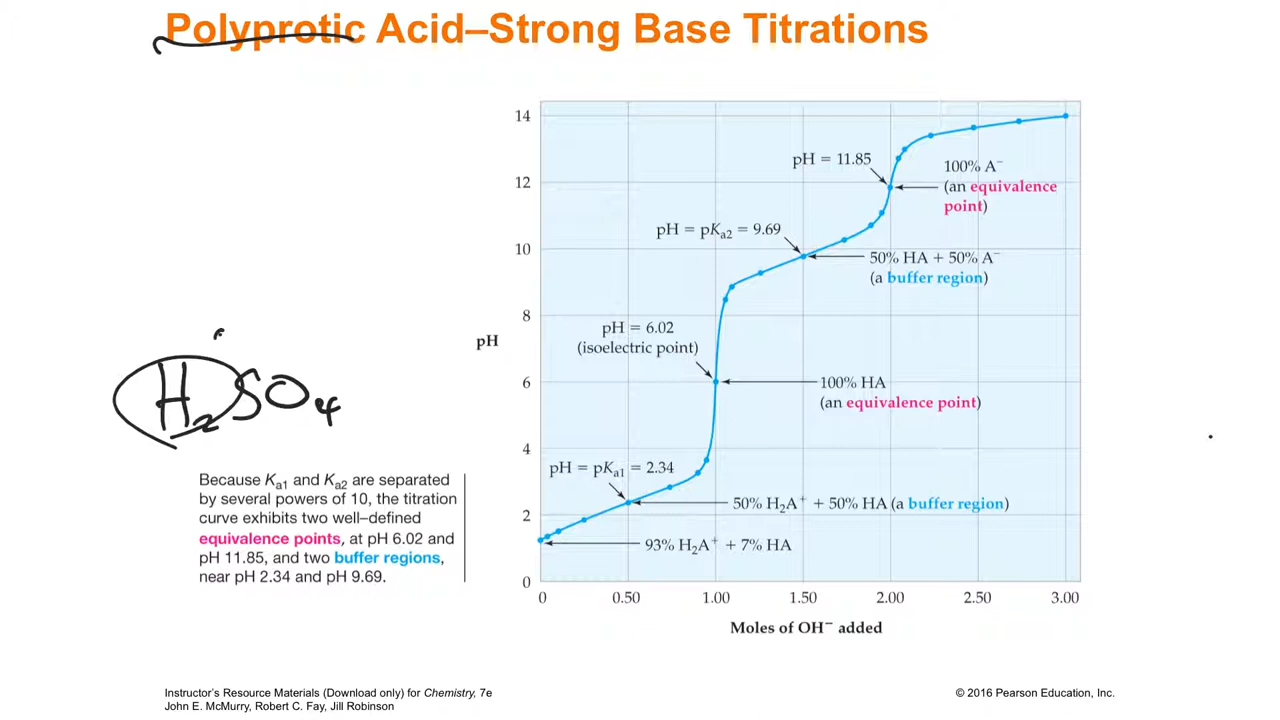 Polyprotic Acid–Strong Base Titrations
14
12
10
8
6
4
2
0
pH
0 0.50 1.00 1.50 2.00 2.50 3.00
Moles of OH⁻ added
pH = 11.85
100% A⁻
(an equivalence
point)
pH = pKa2 = 9.69
50% HA + 50% A⁻
(a buffer region)
pH = 6.02
(isoelectric point)
100% HA
(an equivalence point)
pH = pKa1 = 2.34
50% H₂A⁺ + 50% HA (a buffer region)
93% H₂A⁺ + 7% HA
H₂SO₄
Because Ka1 and Ka2 are separated
by several powers of 10, the titration
curve exhibits two well–defined
equivalence points, at pH 6.02 and
pH 11.85, and two buffer regions,
near pH 2.34 and pH 9.69.
Instructor's Resource Materials (Download only) for Chemistry, 7e
John E. McMurry, Robert C. Fay, Jill Robinson
© 2016 Pearson Education, Inc.